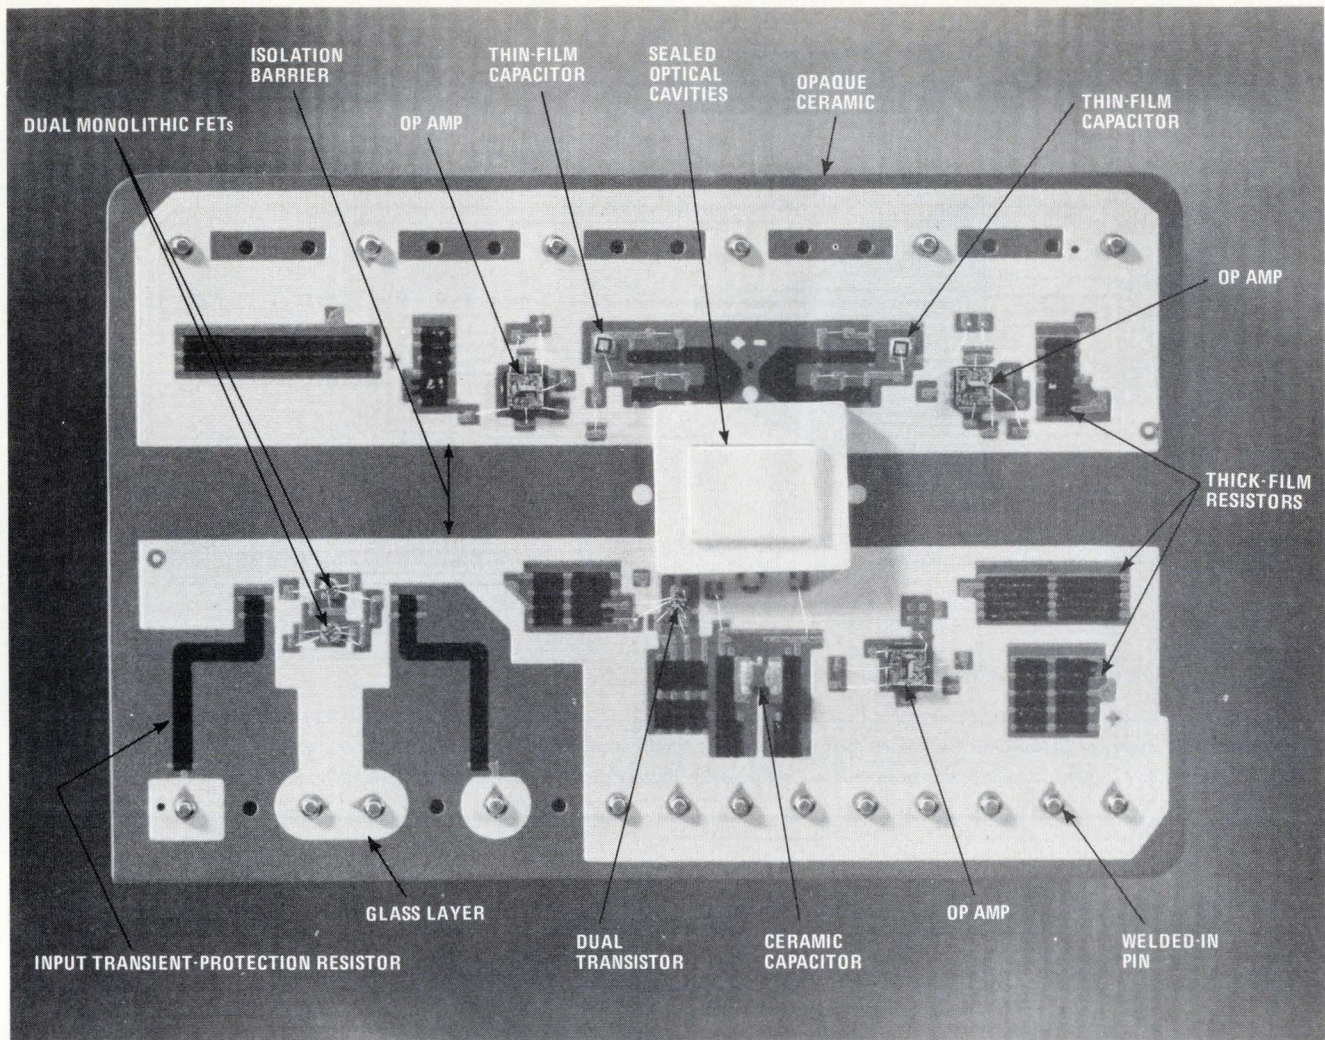 ISOLATION
BARRIER
THIN-FILM
CAPACITOR
SEALED
OPTICAL
CAVITIES
OPAQUE
CERAMIC
THIN-FILM
CAPACITOR
DUAL MONOLITHIC FETs
OP AMP
OP AMP
THICK-FILM
RESISTORS
GLASS LAYER
INPUT TRANSIENT-PROTECTION RESISTOR
DUAL
TRANSISTOR
CERAMIC
CAPACITOR
OP AMP
WELDED-IN
PIN